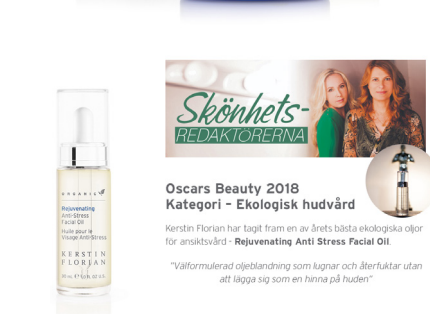 Skönhets-
REDAKTÖRERNA
ORGANIC
Rejuvenating
Anti-Stress
Facial Oil
Huile pour le
Visage Anti-Stress
KERSTIN
FLORIAN
Oscars Beauty 2018
Kategori – Ekologisk hudvård
Kerstin Florian har tagit fram en av årets bästa ekologiska oljor
för ansiktsvård - Rejuvenating Anti Stress Facial Oil.
"Välformulerad oljeblandning som lugnar och återfuktar utan
att lägga sig som en hinna på huden"